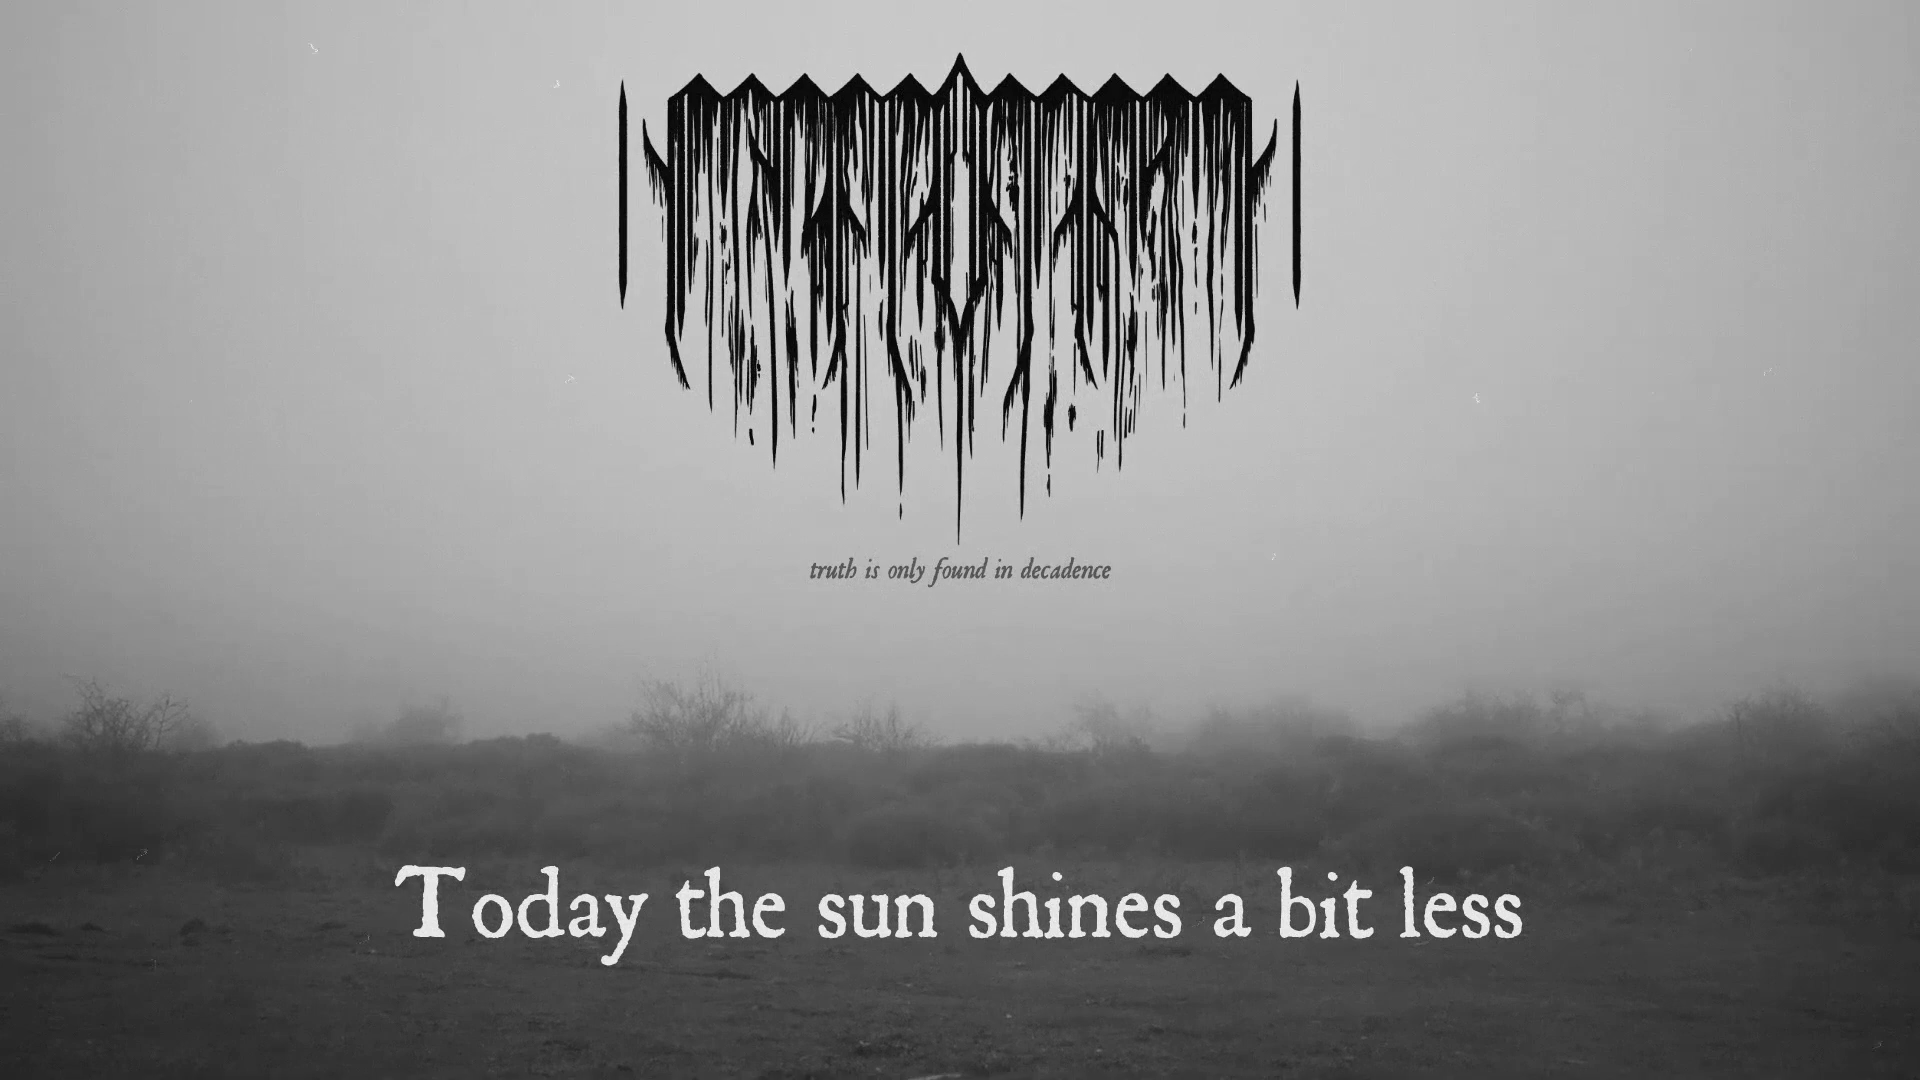 truth is only found in decadence
Today the sun shines a bit less